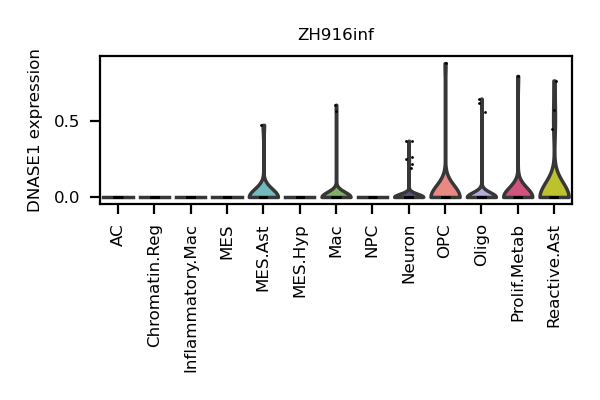 ZH916inf
DNASE1 expression
0.5
0.0
AC
Chromatin.Reg
Inflammatory.Mac
MES
MES.Ast
MES.Hyp
Mac
NPC
Neuron
OPC
Oligo
Prolif.Metab
Reactive.Ast